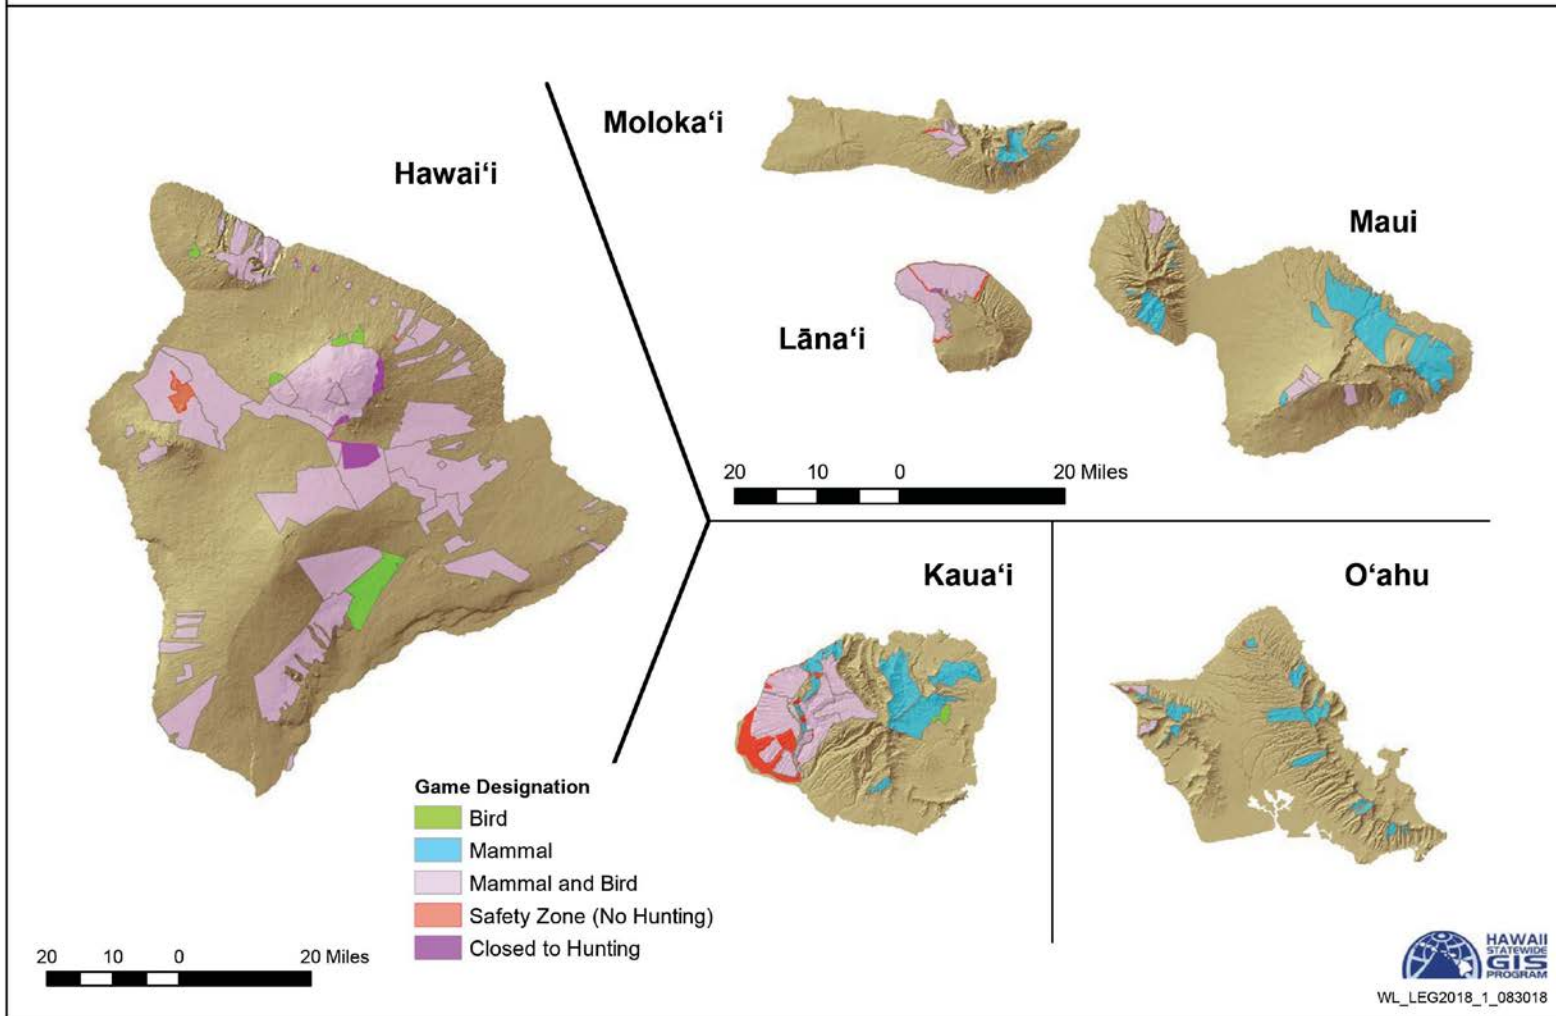 Moloka‘i
Hawai‘i
Maui
Lāna‘i
20 10 0 20 Miles
Kaua‘i
O‘ahu
Game Designation
Bird
Mammal
Mammal and Bird
Safety Zone (No Hunting)
Closed to Hunting
20 10 0 20 Miles
HAWAII
STATEWIDE
GIS
PROGRAM
WL_LEG2018_1_083018